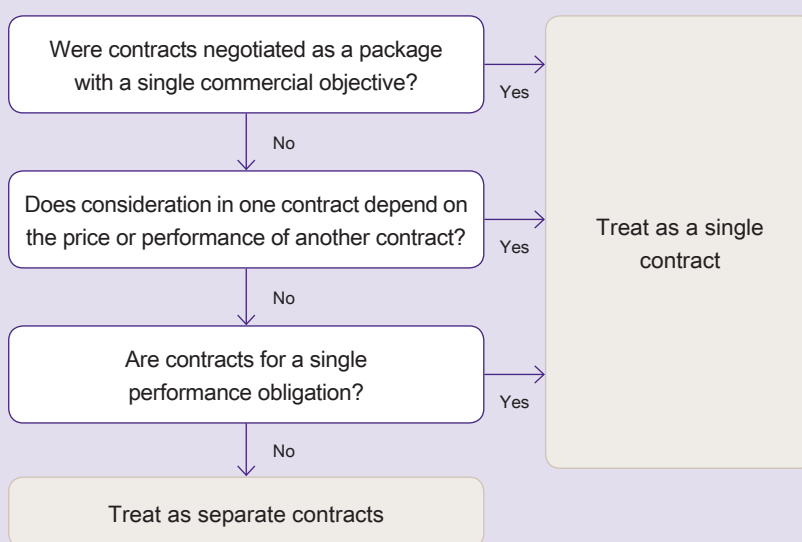 Were contracts negotiated as a package
with a single commercial objective?
Yes
No
Does consideration in one contract depend on
the price or performance of another contract?
Yes
Treat as a single
contract
No
Are contracts for a single
performance obligation?
Yes
No
Treat as separate contracts